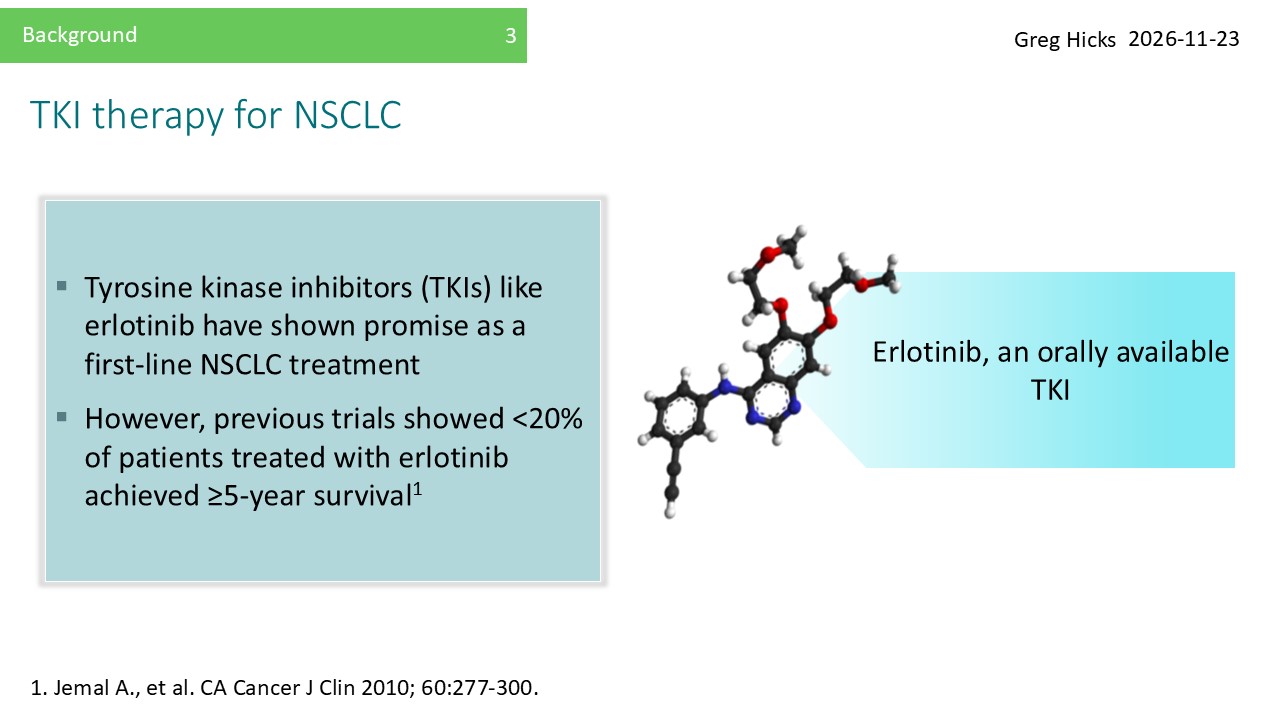 Background
3
Greg Hicks 2026-11-23
TKI therapy for NSCLC
▪ Tyrosine kinase inhibitors (TKIs) like
erlotinib have shown promise as a
first-line NSCLC treatment
▪ However, previous trials showed <20%
of patients treated with erlotinib
achieved ≥5-year survival¹
Erlotinib, an orally available
TKI
1. Jemal A., et al. CA Cancer J Clin 2010; 60:277-300.